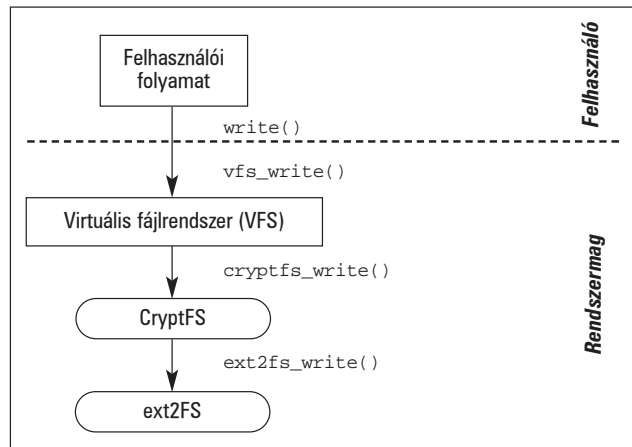 Felhasználói
folyamat
Felhasználó
write()
vfs_write()
Virtuális fájlrendszer (VFS)
cryptfs_write()
CryptFS
Rendszermag
ext2fs_write()
ext2FS